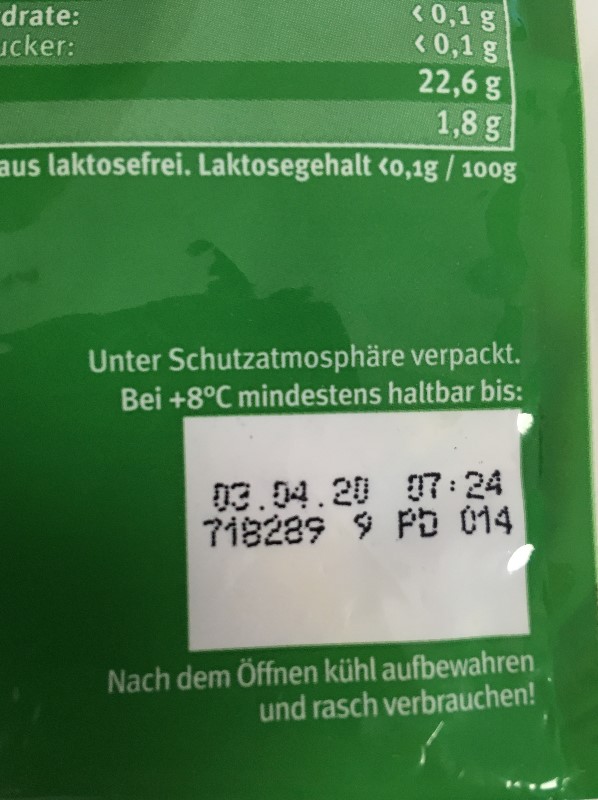 drate: < 0,1 g
ucker: < 0,1 g
22,6 g
1,8 g
aus laktosefrei. Laktosegehalt <0,1g / 100g
Unter Schutzatmosphäre verpackt.
Bei +8°C mindestens haltbar bis:
03.04.20 07:24
718289 9 PD 014
Nach dem Öffnen kühl aufbewahren
und rasch verbrauchen!